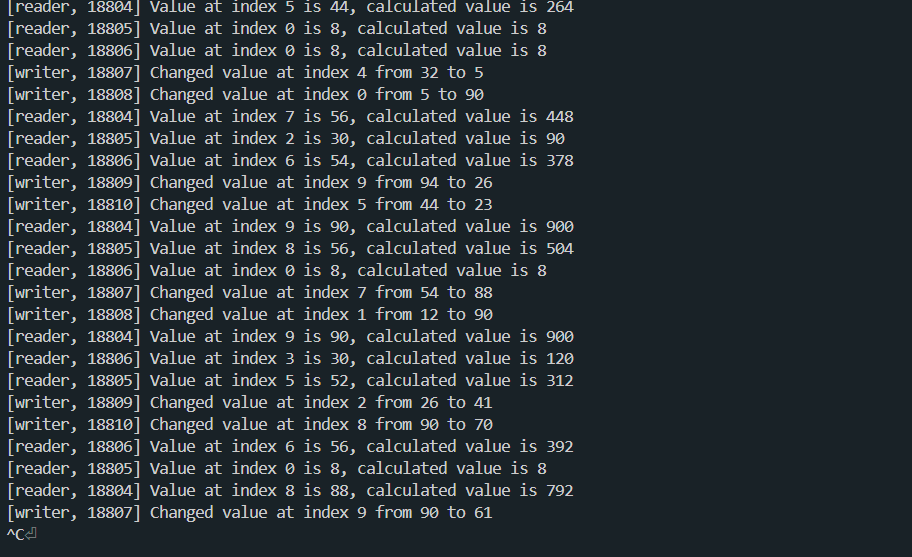 [reader, 18804] Value at index 5 is 44, calculated value is 264
[reader, 18805] Value at index 0 is 8, calculated value is 8
[reader, 18806] Value at index 0 is 8, calculated value is 8
[writer, 18807] Changed value at index 4 from 32 to 5
[writer, 18808] Changed value at index 0 from 5 to 90
[reader, 18804] Value at index 7 is 56, calculated value is 448
[reader, 18805] Value at index 2 is 30, calculated value is 90
[reader, 18806] Value at index 6 is 54, calculated value is 378
[writer, 18809] Changed value at index 9 from 94 to 26
[writer, 18810] Changed value at index 5 from 44 to 23
[reader, 18804] Value at index 9 is 90, calculated value is 900
[reader, 18805] Value at index 8 is 56, calculated value is 504
[reader, 18806] Value at index 0 is 8, calculated value is 8
[writer, 18807] Changed value at index 7 from 54 to 88
[writer, 18808] Changed value at index 1 from 12 to 90
[reader, 18804] Value at index 9 is 90, calculated value is 900
[reader, 18806] Value at index 3 is 30, calculated value is 120
[reader, 18805] Value at index 5 is 52, calculated value is 312
[writer, 18809] Changed value at index 2 from 26 to 41
[writer, 18810] Changed value at index 8 from 90 to 70
[reader, 18806] Value at index 6 is 56, calculated value is 392
[reader, 18805] Value at index 0 is 8, calculated value is 8
[reader, 18804] Value at index 8 is 88, calculated value is 792
[writer, 18807] Changed value at index 9 from 90 to 61
^C⏎